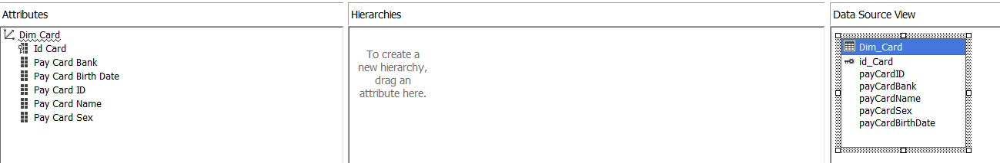 Attributes
Dim Card
Id Card
Pay Card Bank
Pay Card Birth Date
Pay Card ID
Pay Card Name
Pay Card Sex
Hierarchies
To create a
new hierarchy,
drag an
attribute here.
Data Source View
Dim_Card
id_Card
payCardID
payCardBank
payCardName
payCardSex
payCardBirthDate